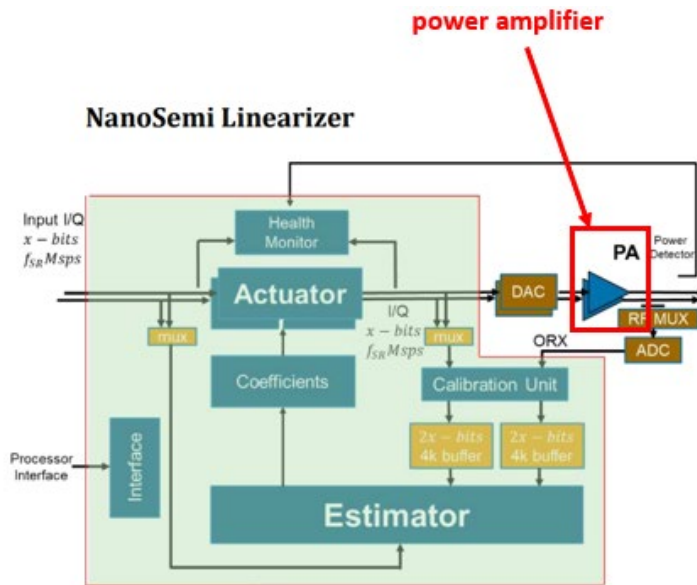 power amplifier
NanoSemi Linearizer
Input I/Q
x − bits
f_SR Msps
Health
Monitor
PA
Power
Detector
Actuator
DAC
RF MUX
I/Q
x − bits
f_SR Msps
mux
mux
ORX
ADC
Coefficients
Calibration Unit
2x − bits
4k buffer
2x − bits
4k buffer
Processor
Interface
Interface
Estimator